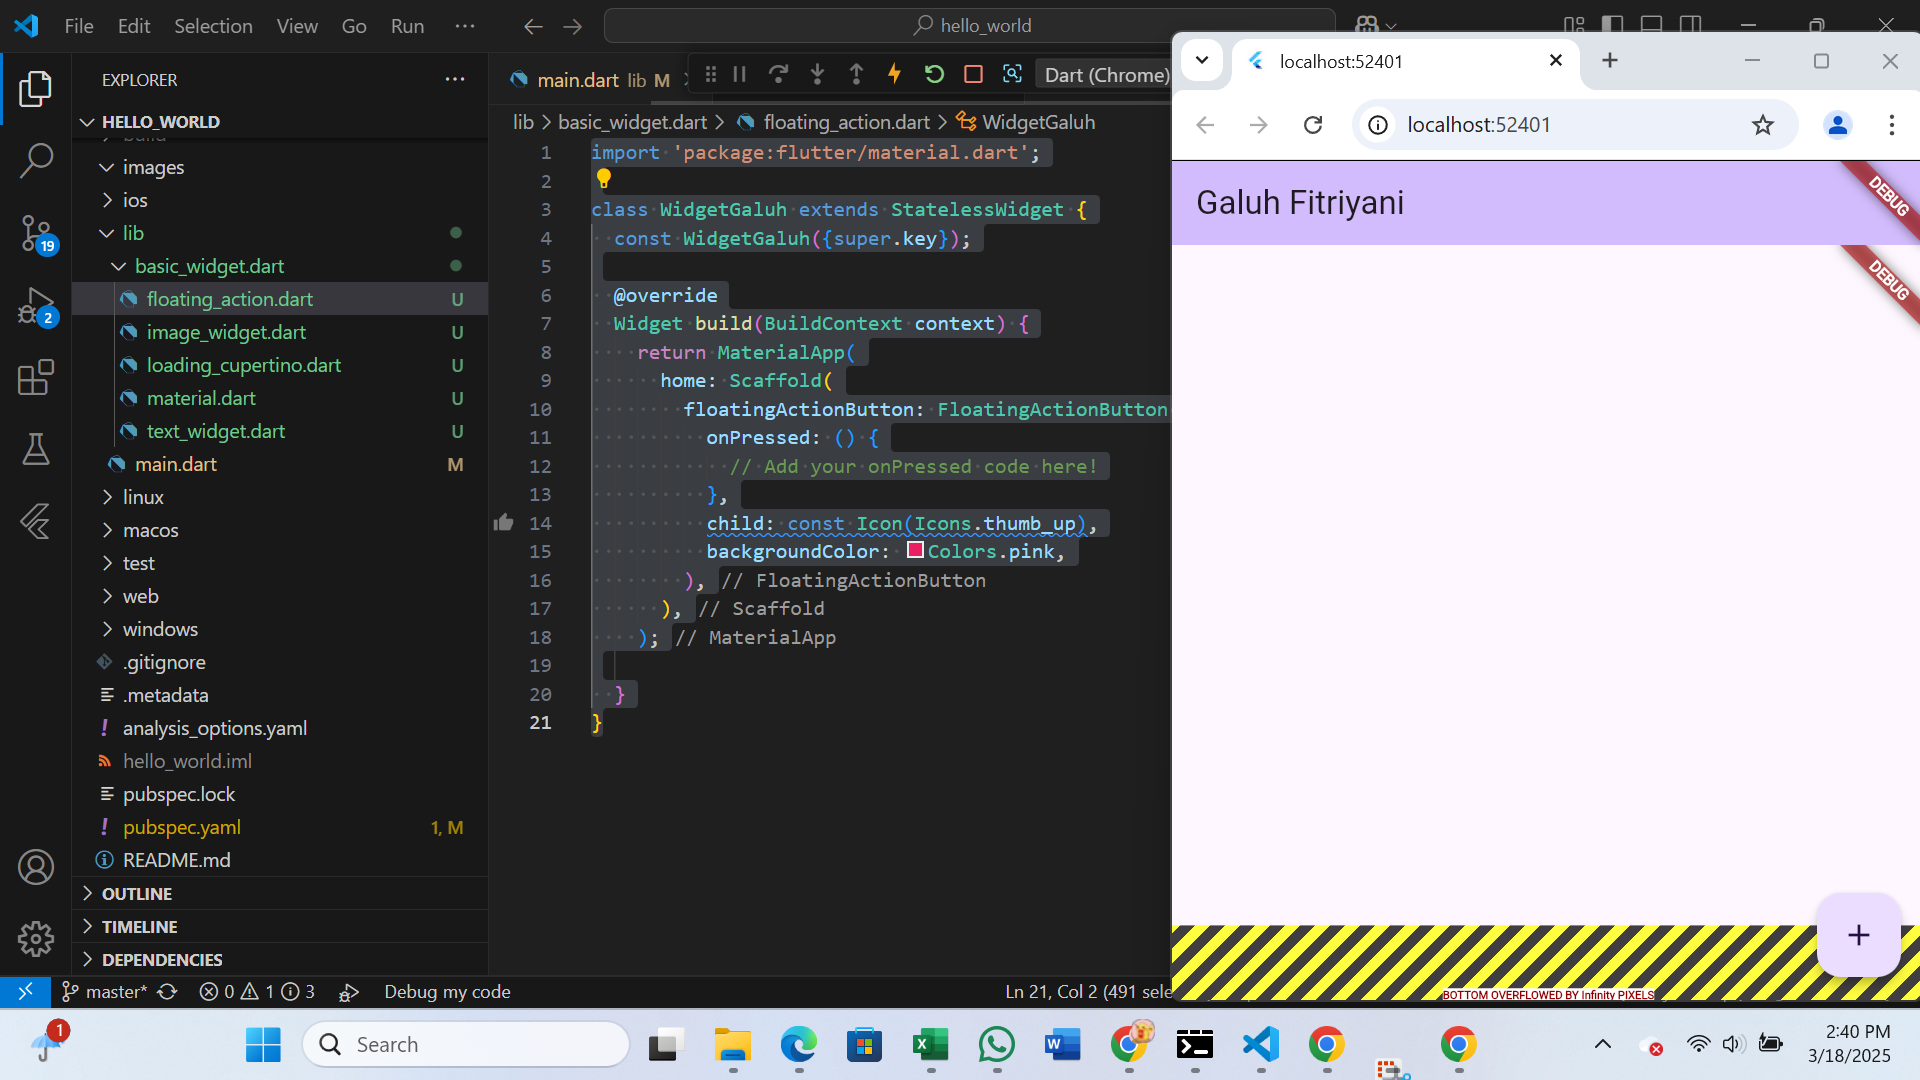 File Edit Selection View Go Run ··· hello_world
EXPLORER ···
HELLO_WORLD
build
images
ios
lib
basic_widget.dart
floating_action.dart U
image_widget.dart U
loading_cupertino.dart U
material.dart U
text_widget.dart U
main.dart M
linux
macos
test
web
windows
.gitignore
.metadata
analysis_options.yaml
hello_world.iml
pubspec.lock
pubspec.yaml 1, M
README.md
OUTLINE
TIMELINE
DEPENDENCIES
19
2
main.dart lib M
Dart (Chrome)
lib > basic_widget.dart > floating_action.dart > WidgetGaluh
1 import 'package:flutter/material.dart';
2
3 class WidgetGaluh extends StatelessWidget {
4 const WidgetGaluh({super.key});
5
6 @override
7 Widget build(BuildContext context) {
8 return MaterialApp(
9 home: Scaffold(
10 floatingActionButton: FloatingActionButton
11 onPressed: () {
12 // Add your onPressed code here!
13 },
14 child: const Icon(Icons.thumb_up),
15 backgroundColor: Colors.pink,
16 ), // FloatingActionButton
17 ), // Scaffold
18 ); // MaterialApp
19
20 }
21 }
master* 0 1 3 Debug my code Ln 21, Col 2 (491 sele
localhost:52401
localhost:52401
Galuh Fitriyani
DEBUG
DEBUG
BOTTOM OVERFLOWED BY Infinity PIXELS
1
Search
2:40 PM
3/18/2025